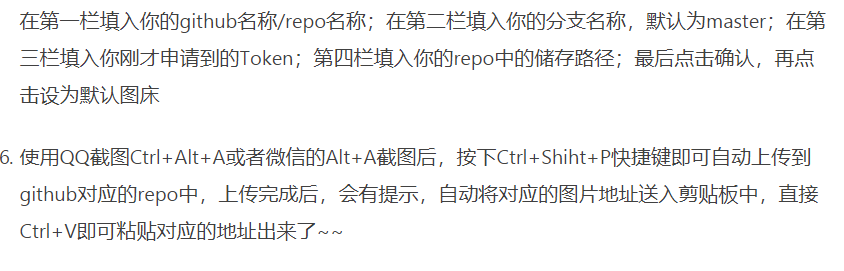 在第一栏填入你的github名称/repo名称；在第二栏填入你的分支名称，默认为master；在第
三栏填入你刚才申请到的Token；第四栏填入你的repo中的储存路径；最后点击确认，再点
击设为默认图床
6. 使用QQ截图Ctrl+Alt+A或者微信的Alt+A截图后，按下Ctrl+Shiht+P快捷键即可自动上传到
github对应的repo中，上传完成后，会有提示，自动将对应的图片地址送入剪贴板中，直接
Ctrl+V即可粘贴对应的地址出来了~~